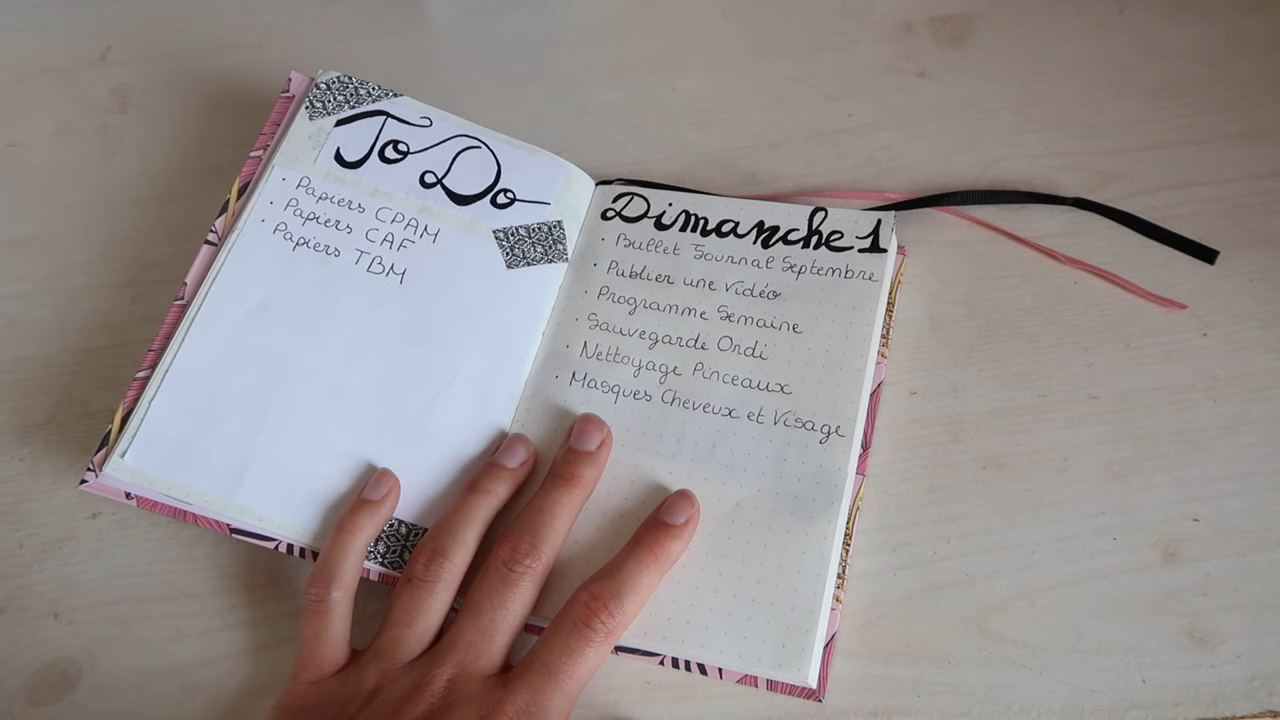 To Do
· Papiers CPAM
· Papiers CAF
· Papiers TBM
Dimanche 1
· Bullet Journal Septembre
· Publier une vidéo
· Programme Semaine
· Sauvegarde Ordi
· Nettoyage Pinceaux
· Masques Cheveux et Visage